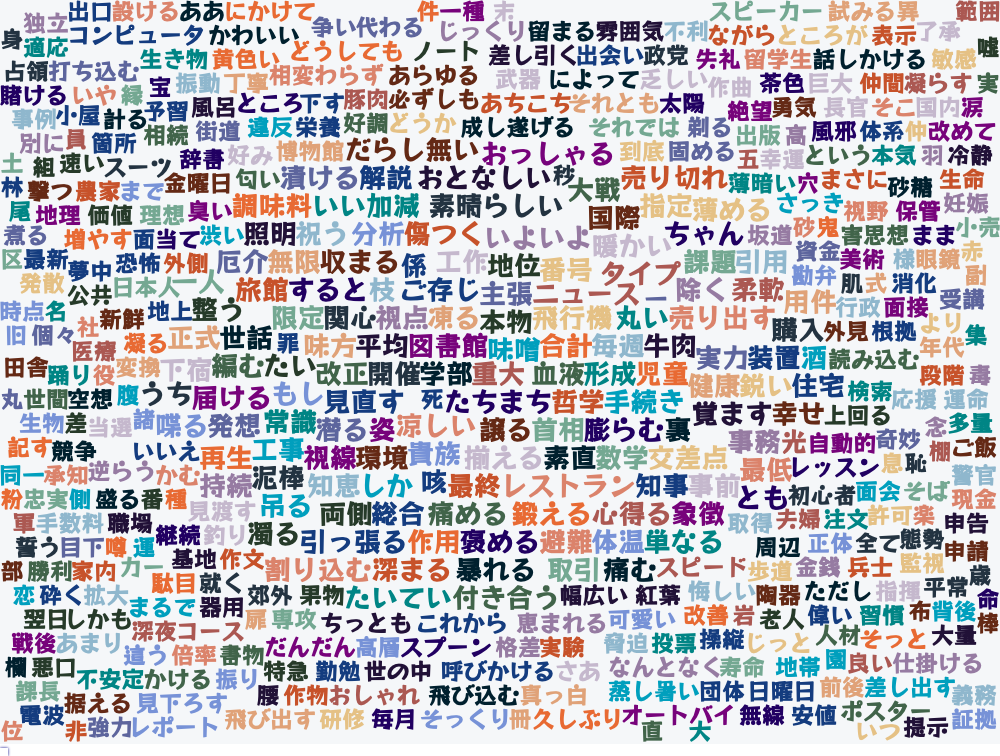 出口 設ける ああ にかけて 件 一種 末 スピーカー 試みる 異 範囲
独立 コンピュータ かわいい 争い 代わる じっくり 留まる 雰囲気 不利 ながら ところが 表示 了承 嘘
身 適応 生き物 黄色い どうしても ノート 差し引く 出会い 政党 失礼 留学生 話しかける 敏感
占領 打ち込む 宝 振動 丁寧 相変わらず あらゆる 武器 によって 乏しい 作曲 茶色 巨大 仲間 凝らす 実
賭ける いや 縁 予習 風呂 ところ 下す 豚肉 必ずしも あちこち それとも 太陽 絶望 勇気 長官 そこ 国内 涙
事例 小屋 計る 相続 街道 違反 栄養 好調 どうか 成し遂げる それでは 剃る 出版 高 風邪 体系 仲 改めて
別に 員 箇所 辞書 好み 博物館 だらし無い おっしゃる 到底 固める 五 幸運 という 本気 羽 冷静
土 組 速い スーツ 金曜日 匂い 漬ける 解説 おとなしい 秒 大戦 売り切れ 薄暗い 穴 まさに 砂糖 生命
林 撃つ 農家 まで 臭い 調味料 いい加減 素晴らしい 国際 指定 薄める さっき 視野 保管 妊娠
尾 地理 価値 理想 渋い 照明 祝う 分析 傷つく いよいよ 暖かい ちゃん 坂道 砂 鬼 害 思想 まま 小売
煮る 増やす 面 当て 厄介 無限 収まる 係 工作 地位 番号 タイプ 課題 引用 資金 美術 様 眼鏡 赤
区 最新 夢中 恐怖 外側 旅館 すると 枝 ご存じ 主張 ニュース ー 除く 柔軟 勘弁 肌 式 消化 副
発散 公共 日本人 一人 用件 行政 面接 受講
時点 名 新鮮 地上 整う 限定 関心 視点 凍る 本物 飛行機 丸い 売り出す 購入 外見 根拠 より 集
旧 個々 社 医療 凝る 正式 世話 罪 味方 平均 図書館 味噌 合計 毎週 牛肉 実力 装置 酒 読み込む 年代
田舎 踊り 役 変換 下宿 編む たい 改正 開催 学部 重大 血液 形成 児童 健康 鋭い 住宅 検索 段階 毒
丸 世間 空想 腹 うち 届ける もし 見直す 死 たちまち 哲学 手続き 覚ます 幸せ 上回る 応援 運命
生物 差 当選 諸 喋る 発想 常識 潜る 姿 涼しい 譲る 首相 膨らむ 裏 事務 光 自動的 奇妙 念 多量
記す 競争 いいえ 再生 工事 視線 環境 貴族 揃える 素直 数学 交差点 最低 レッスン 息 恥 棚 ご飯
同一 承知 逆らう かむ 持続 泥棒 知恵 しか 咳 最終 レストラン 知事 事前 とも 初心者 面会 そば 警官
粉 忠実 側 盛る 番 種 見渡す 吊る 両側 総合 痛める 鍛える 心得る 象徴 取得 夫婦 注文 許可 楽 現金
軍 手数料 職場 継続 釣り 濁る 引っ張る 作用 褒める 避難 体温 単なる 周辺 正体 全て 態勢 申告
誓う 目下 噂 運 基地 作文 割り込む 深まる 暴れる 取引 痛む スピード 歩道 金銭 兵士 監視 申請
部 勝利 家内 カー 駄目 就く 郊外 果物 たいてい 付き合う 幅広い 紅葉 悔しい 陶器 ただし 指揮 平常 歳
恋 砕く 拡大 まるで 器用 扉 専攻 ちっとも これから 恵まれる 可愛い 改善 岩 老人 偉い 習慣 布 背後 命
翌日 しかも 深夜 コース だんだん 高層 スプーン 格差 実験 脅迫 投票 操縦 じっと 人材 そっと 大量 棒
戦後 あまり 違う 倍率 書物 特急 勤勉 世の中 呼びかける さあ なんとなく 寿命 地帯 園 良い 仕掛ける
欄 悪口 不安定 かける 振り 腰 作物 おしゃれ 飛び込む 真っ白 蒸し暑い 団体 日曜日 前後 差し出す 義務
課長 据える 見下ろす 飛び出す 研修 毎月 そっくり 冊 久しぶり オートバイ 無線 安値 ポスター 証拠
位 電波 非 強力 レポート 直 大 いつ 提示